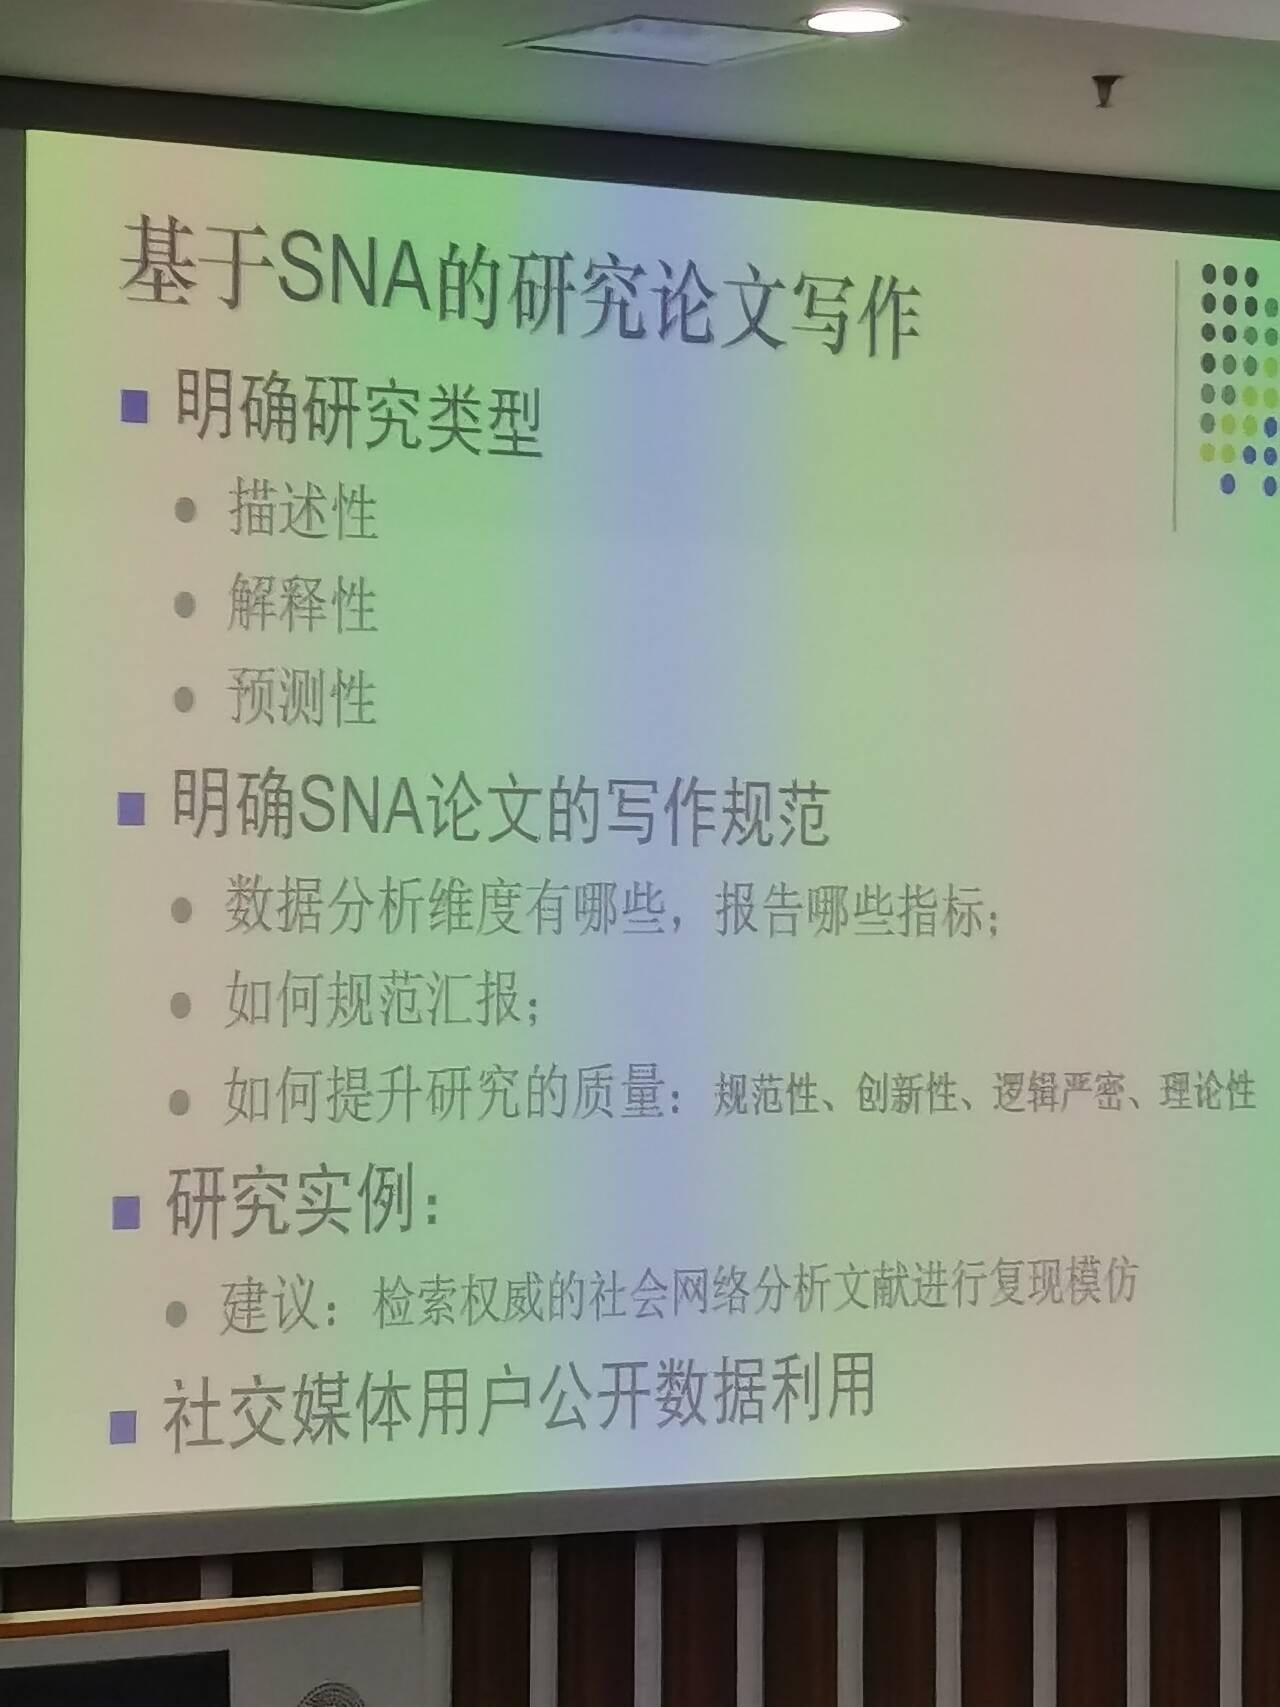 基于SNA的研究论文写作
明确研究类型
描述性
解释性
预测性
明确SNA论文的写作规范
数据分析维度有哪些，报告哪些指标；
如何规范汇报；
如何提升研究的质量：规范性、创新性、逻辑严密、理论性
研究实例：
建议：检索权威的社会网络分析文献进行复现模仿
社交媒体用户公开数据利用